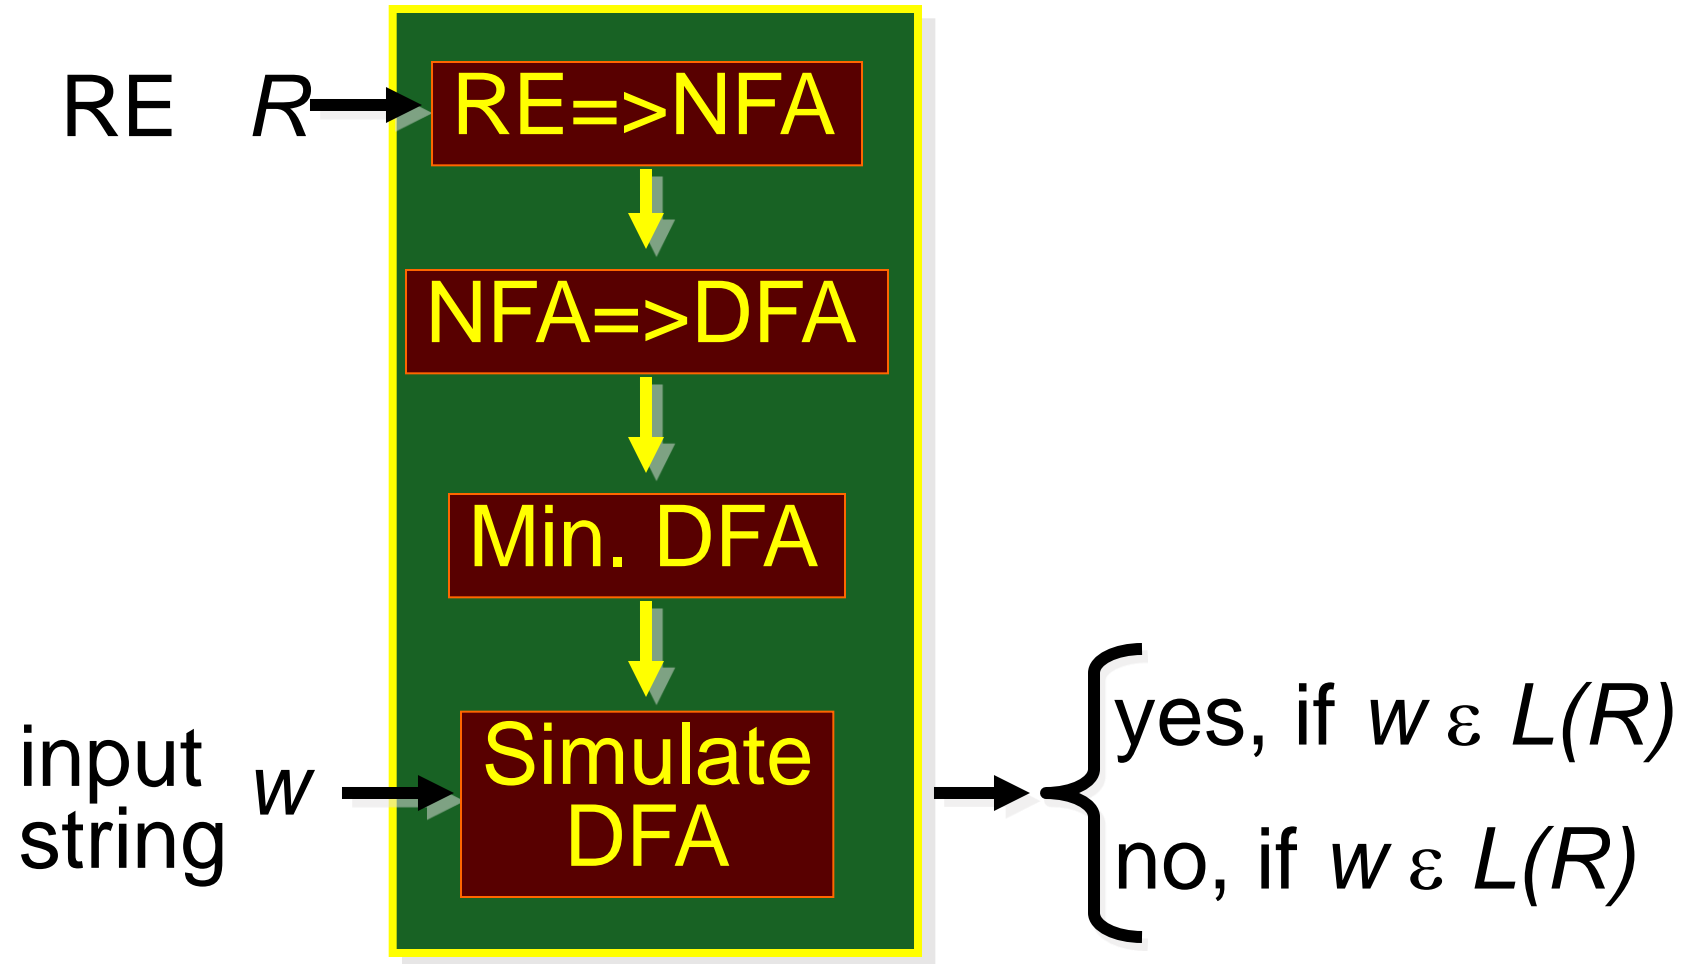 RE R
RE=>NFA
NFA=>DFA
Min. DFA
input
string
w
Simulate
DFA
yes, if w ε L(R)
no, if w ε L(R)